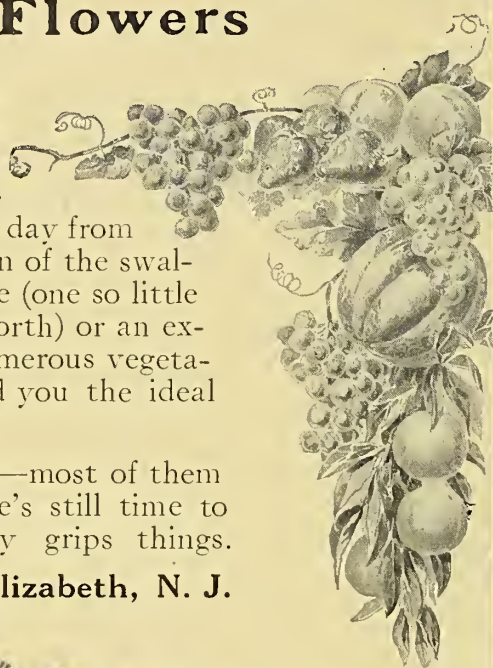 Flowers
day from
n of the swal-
e (one so little
orth) or an ex-
merous vegeta-
d you the ideal
—most of them
e's still time to
y grips things.
lizabeth, N. J.